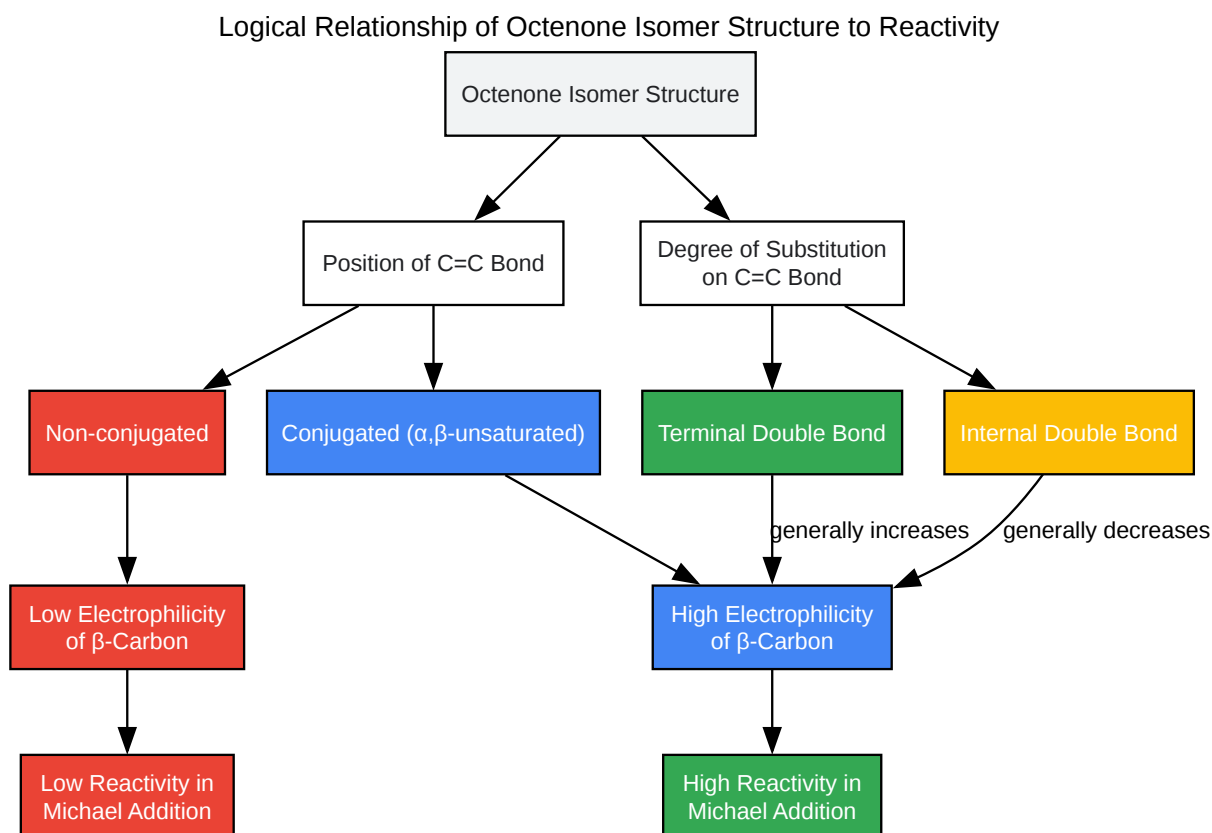 Logical Relationship of Octenone Isomer Structure to Reactivity
Octenone Isomer Structure
Position of C=C Bond
Degree of Substitution
on C=C Bond
Non-conjugated
Conjugated (α,β-unsaturated)
Terminal Double Bond
Internal Double Bond
generally increases
generally decreases
Low Electrophilicity
of β-Carbon
High Electrophilicity
of β-Carbon
Low Reactivity in
Michael Addition
High Reactivity in
Michael Addition